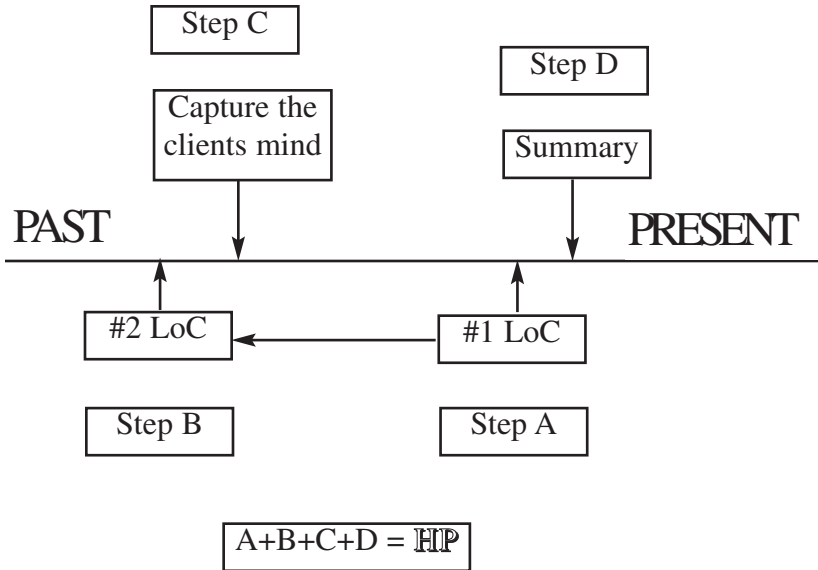 Step C
Step D
Capture the
clients mind
Summary
PAST
PRESENT
#2 LoC
#1 LoC
Step B
Step A
A+B+C+D = HP